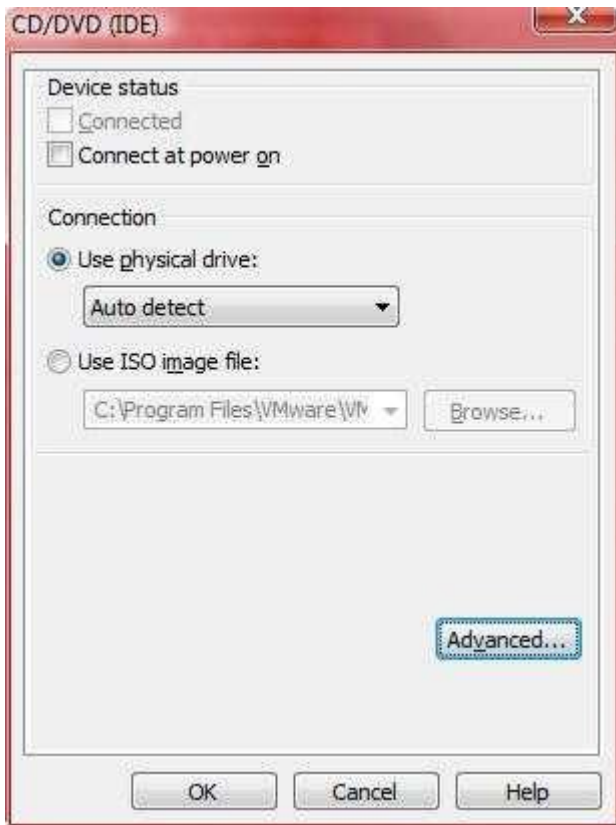 CD/DVD (IDE)
Device status
Connected
Connect at power on
Connection
Use physical drive:
Auto detect
Use ISO image file:
C:\Program Files\VMware\VM
Browse...
Advanced...
OK Cancel Help